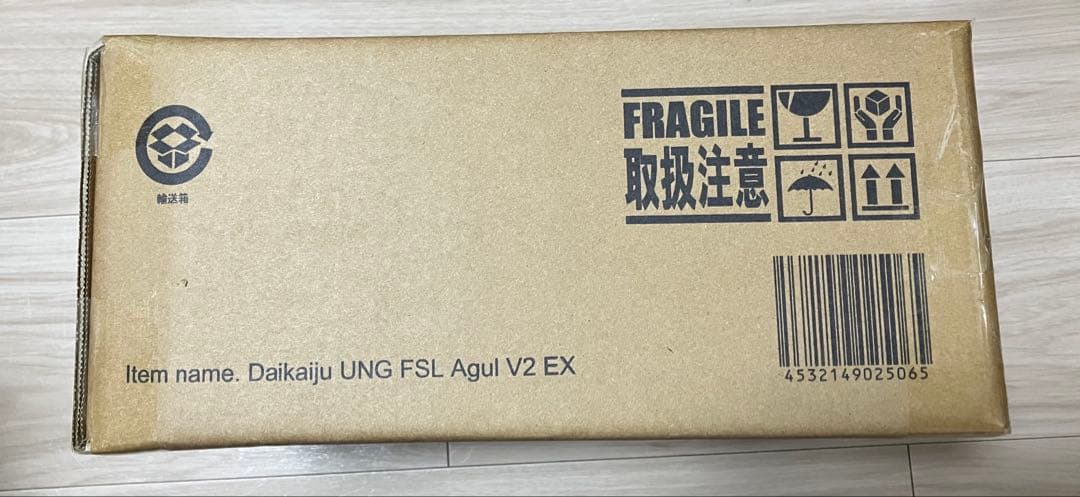 輸送箱
FRAGILE
取扱注意
Item name. Daikaiju UNG FSL Agul V2 EX
4532149025065